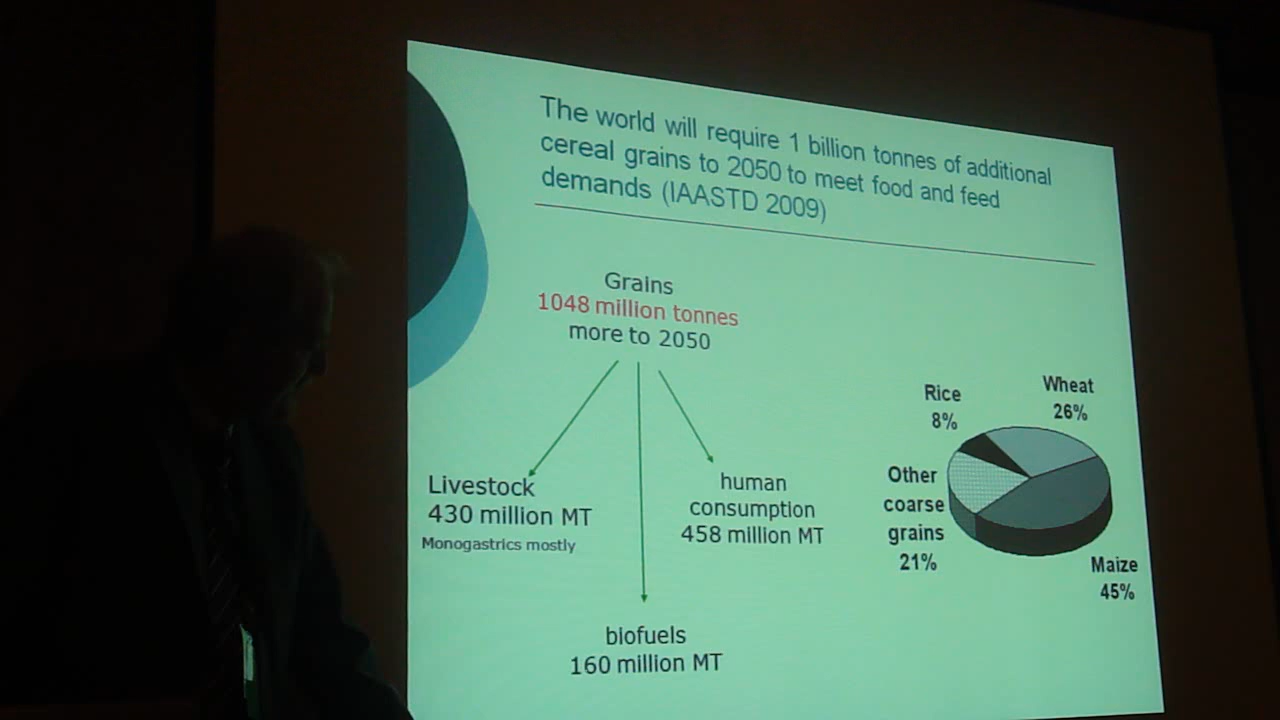 The world will require 1 billion tonnes of additional
cereal grains to 2050 to meet food and feed
demands (IAASTD 2009)
Grains
1048 million tonnes
more to 2050
Livestock
430 million MT
Monogastrics mostly
human
consumption
458 million MT
biofuels
160 million MT
Rice
8%
Wheat
26%
Other
coarse
grains
21%
Maize
45%